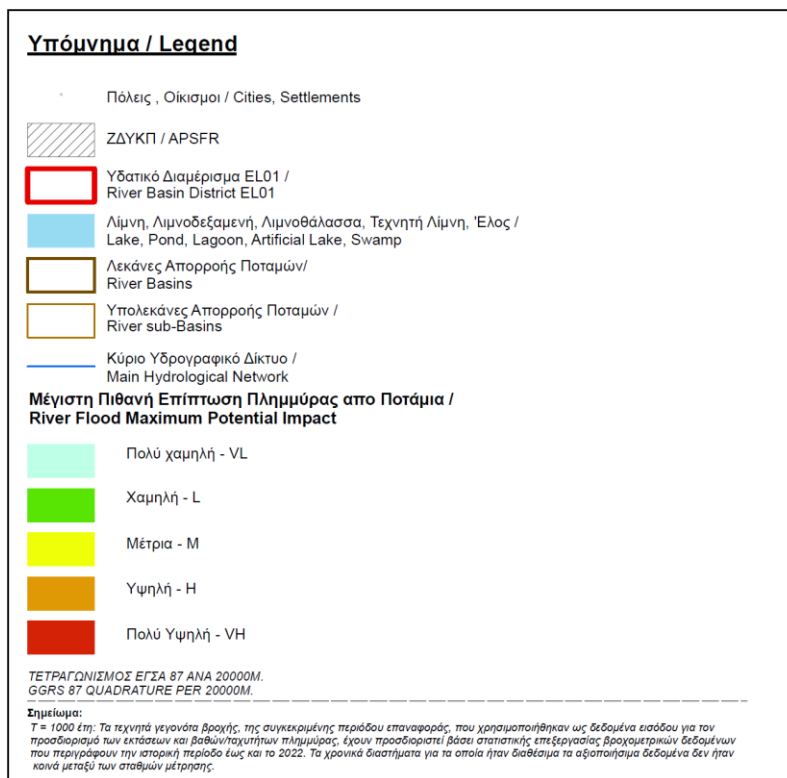 Υπόμνημα / Legend
Πόλεις , Οίκισμοι / Cities, Settlements
ΖΔΥΚΠ / APSFR
Υδατικό Διαμέρισμα EL01 /
River Basin District EL01
Λίμνη, Λιμνοδεξαμενή, Λιμνοθάλασσα, Τεχνητή Λίμνη, 'Ελος /
Lake, Pond, Lagoon, Artificial Lake, Swamp
Λεκάνες Απορροής Ποταμών/
River Basins
Υπολεκάνες Απορροής Ποταμών /
River sub-Basins
Κύριο Υδρογραφικό Δίκτυο /
Main Hydrological Network
Μέγιστη Πιθανή Επίπτωση Πλημμύρας απο Ποτάμια /
River Flood Maximum Potential Impact
Πολύ χαμηλή - VL
Χαμηλή - L
Μέτρια - M
Υψηλή - H
Πολύ Υψηλή - VH
ΤΕΤΡΑΓΩΝΙΣΜΟΣ ΕΓΣΑ 87 ΑΝΑ 20000Μ.
GGRS 87 QUADRATURE PER 20000M.
Σημείωμα:
T = 1000 έτη: Τα τεχνητά γεγονότα βροχής, της συγκεκριμένης περιόδου επαναφοράς, που χρησιμοποιήθηκαν ως δεδομένα εισόδου για τον
προσδιορισμό των εκτάσεων και βαθών/ταχυτήτων πλημμύρας, έχουν προσδιοριστεί βάσει στατιστικής επεξεργασίας βροχομετρικών δεδομένων
που περιγράφουν την ιστορική περίοδο έως και το 2022. Τα χρονικά διαστήματα για τα οποία ήταν διαθέσιμα τα αξιοποιήσιμα δεδομένα δεν ήταν
κοινά μεταξύ των σταθμών μέτρησης.